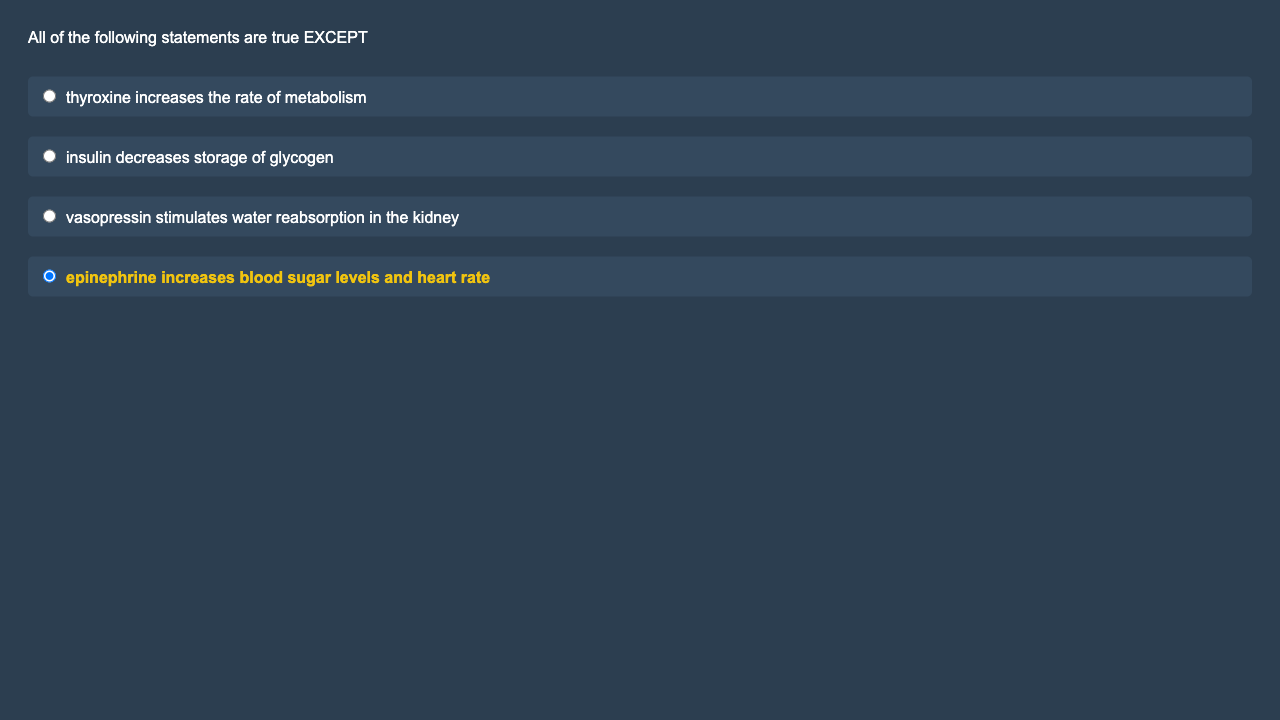 All of the following statements are true EXCEPT
thyroxine increases the rate of metabolism
insulin decreases storage of glycogen
vasopressin stimulates water reabsorption in the kidney
epinephrine increases blood sugar levels and heart rate